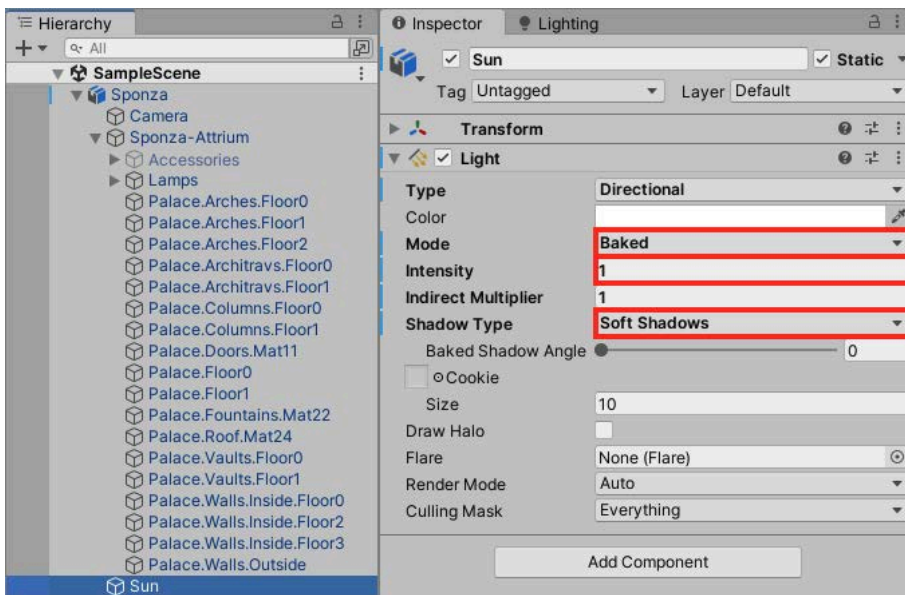 Hierarchy
All
SampleScene
Sponza
Camera
Sponza-Attrium
Accessories
Lamps
Palace.Arches.Floor0
Palace.Arches.Floor1
Palace.Arches.Floor2
Palace.Architravs.Floor0
Palace.Architravs.Floor1
Palace.Columns.Floor0
Palace.Columns.Floor1
Palace.Doors.Mat11
Palace.Floor0
Palace.Floor1
Palace.Fountains.Mat22
Palace.Roof.Mat24
Palace.Vaults.Floor0
Palace.Vaults.Floor1
Palace.Walls.Inside.Floor0
Palace.Walls.Inside.Floor2
Palace.Walls.Inside.Floor3
Palace.Walls.Outside
Sun
Inspector Lighting
Sun Static
Tag Untagged Layer Default
Transform
Light
Type Directional
Color
Mode Baked
Intensity 1
Indirect Multiplier 1
Shadow Type Soft Shadows
Baked Shadow Angle 0
Cookie
Size 10
Draw Halo
Flare None (Flare)
Render Mode Auto
Culling Mask Everything
Add Component